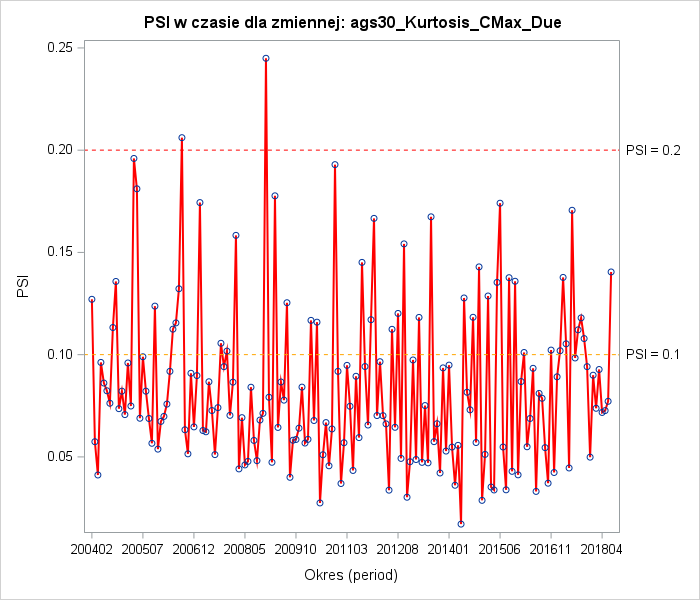 PSI w czasie dla zmiennej: ags30_Kurtosis_CMax_Due
0.25
0.20
0.15
0.10
0.05
PSI
PSI = 0.2
PSI = 0.1
200402 200507 200612 200805 200910 201103 201208 201401 201506 201611 201804
Okres (period)